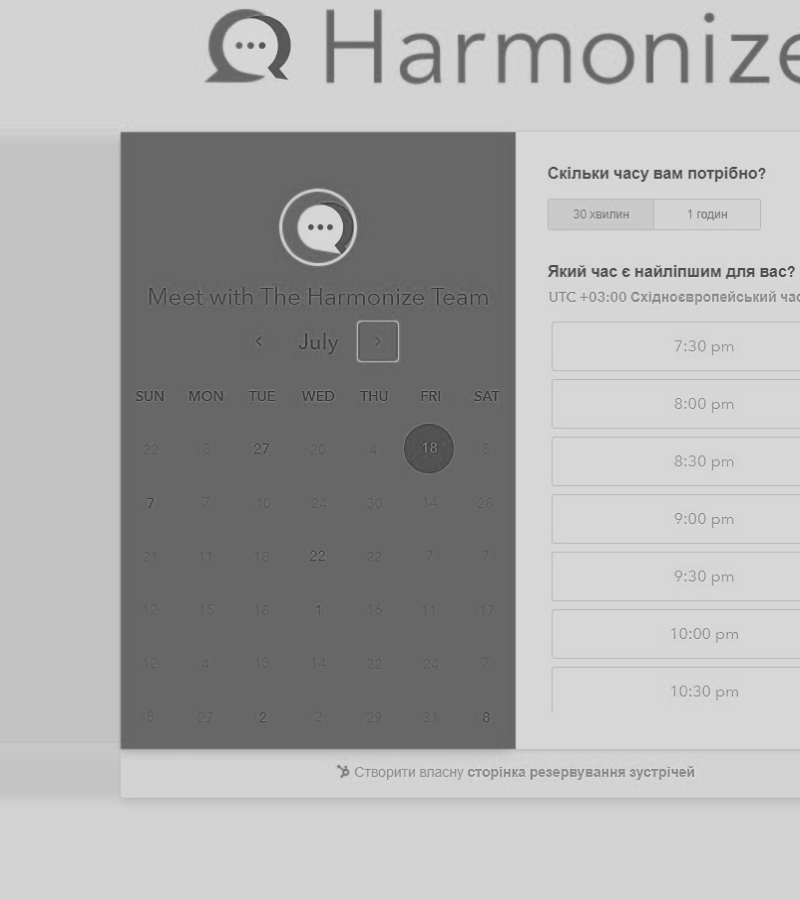 Harmonize
Meet with The Harmonize Team
July
SUN MON TUE WED THU FRI SAT
22 8 27 20 4 18 6
7 7 10 24 30 14 28
21 11 16 22 22 7 7
12 15 18 1 16 11 17
12 4 13 14 22 24 7
8 27 2 2 29 31 8
Скільки часу вам потрібно?
30 хвилин 1 годин
Який час є найліпшим для вас?
UTC +03:00 Східноєвропейський час
7:30 pm
8:00 pm
8:30 pm
9:00 pm
9:30 pm
10:00 pm
10:30 pm
Створити власну сторінка резервування зустрічей